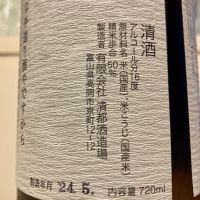 清酒
アルコール分16度
原材料名 米(国産)、米こうじ(国産米)
精米歩合 50%
製造者 有限会社 清都酒造場
富山県高岡市京町12-12
製造年月 '24.5.
内容量 720ml